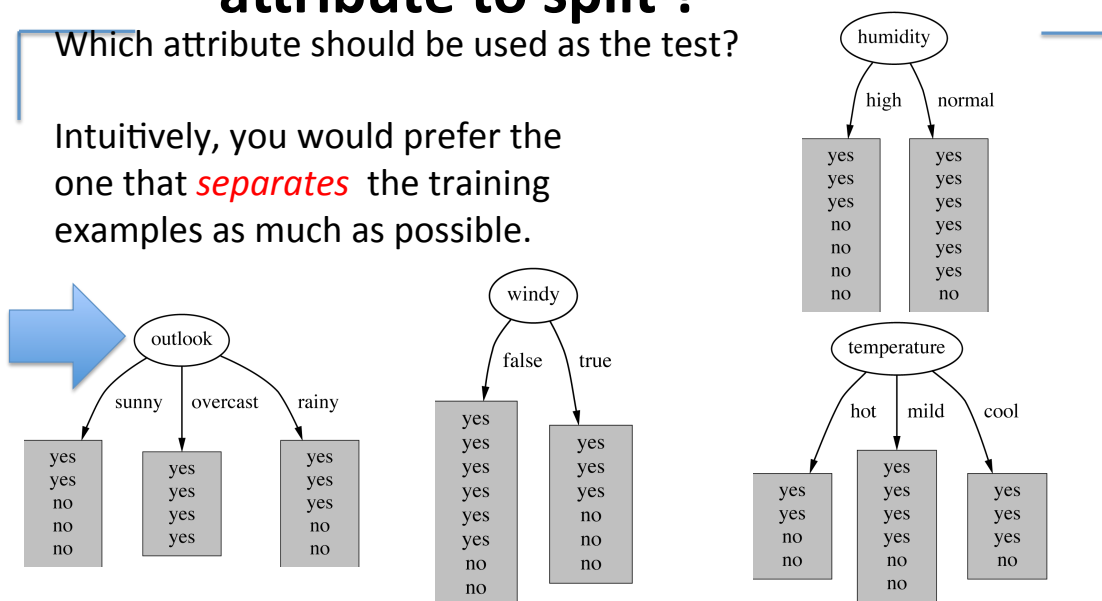 attribute to split ?
Which attribute should be used as the test?
Intuitively, you would prefer the
one that separates the training
examples as much as possible.
humidity
high normal
yes yes
yes yes
yes yes
no yes
no yes
no yes
no no
outlook
sunny overcast rainy
yes yes yes
yes yes yes
no yes yes
no yes no
no no
windy
false true
yes yes
yes yes
yes yes
yes no
yes no
yes no
no
no
temperature
hot mild cool
yes yes yes
yes yes yes
no yes yes
no yes no
no
no